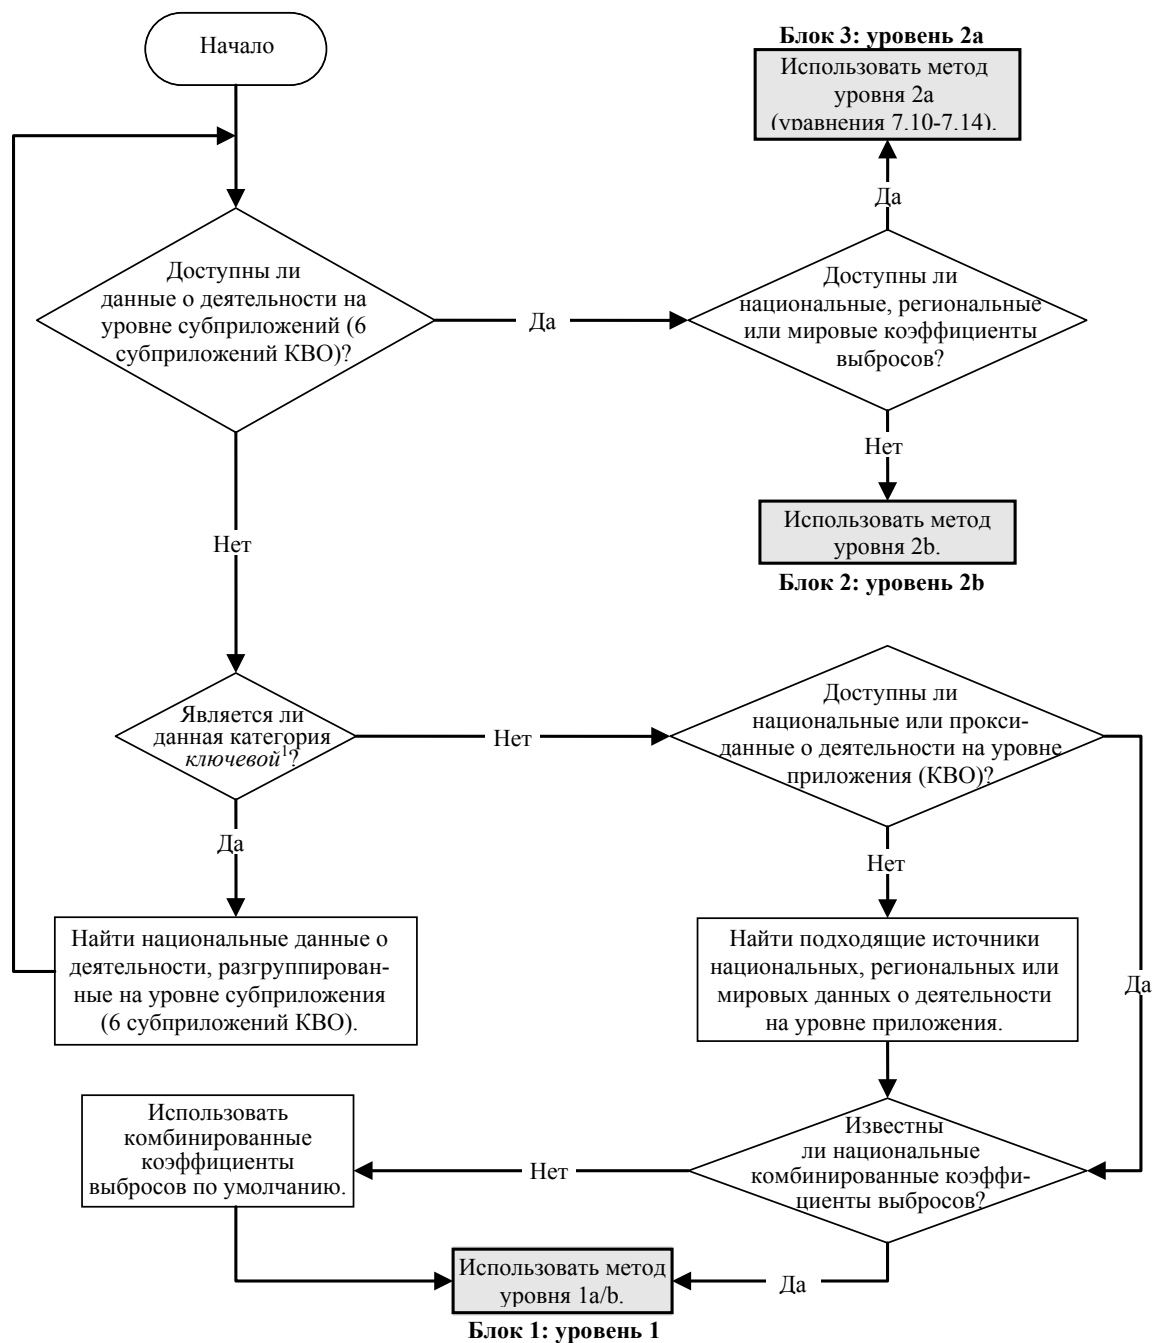 Начало
Блок 3: уровень 2a
Использовать метод
уровня 2a
(уравнения 7.10-7.14).
Да
Доступны ли
данные о деятельности на
уровне субприложений (6
субприложений КВО)?
Да
Доступны ли
национальные, региональные
или мировые коэффициенты
выбросов?
Нет
Использовать метод
уровня 2b.
Блок 2: уровень 2b
Нет
Является ли
данная категория
ключевой¹?
Нет
Доступны ли
национальные или прокси-
данные о деятельности на уровне
приложения (КВО)?
Да
Нет
Найти национальные данные о
деятельности, разгруппирован-
ные на уровне субприложения
(6 субприложений КВО).
Найти подходящие источники
национальных, региональных или
мировых данных о деятельности
на уровне приложения.
Да
Использовать
комбинированные
коэффициенты
выбросов по умолчанию.
Нет
Известны
ли национальные
комбинированные коэффи-
циенты выбросов?
Использовать метод
уровня 1a/b.
Да
Блок 1: уровень 1